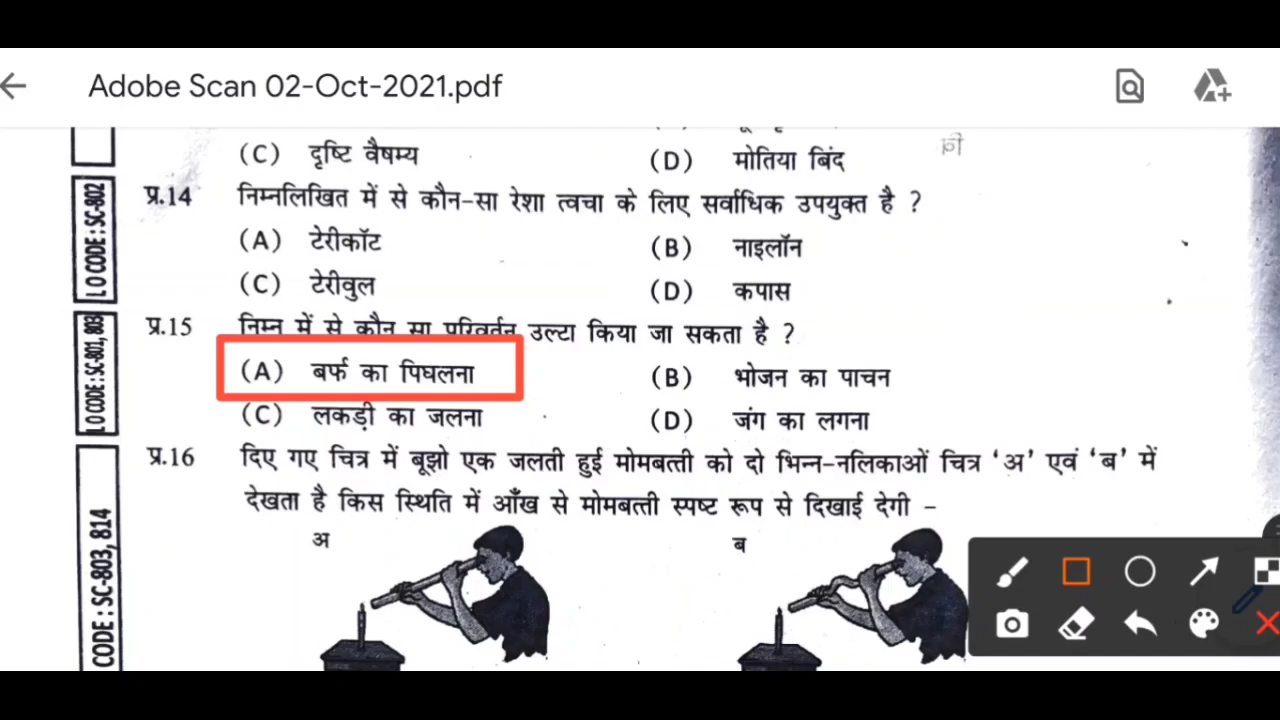 Adobe Scan 02-Oct-2021.pdf
(C) दृष्टि वैषम्य (D) मोतिया बिंद
LO CODE : SC-802
प्र.14 निम्नलिखित में से कौन-सा रेशा त्वचा के लिए सर्वाधिक उपयुक्त है ?
(A) टेरीकॉट (B) नाइलॉन
(C) टेरीवुल (D) कपास
LO CODE : SC-801, 803
प्र.15 निम्न में से कौन सा परिवर्तन उल्टा किया जा सकता है ?
(A) बर्फ का पिघलना (B) भोजन का पाचन
(C) लकड़ी का जलना (D) जंग का लगना
CODE : SC-803, 814
प्र.16 दिए गए चित्र में बूझो एक जलती हुई मोमबत्ती को दो भिन्न-नलिकाओं चित्र ‘अ’ एवं ‘ब’ में
देखता है किस स्थिति में आँख से मोमबत्ती स्पष्ट रूप से दिखाई देगी –
अ ब